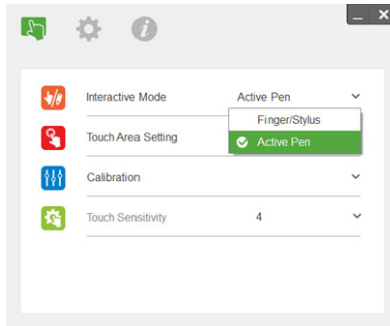 Interactive Mode Active Pen
Finger/Stylus
Touch Area Setting
Active Pen
Calibration
Touch Sensitivity 4